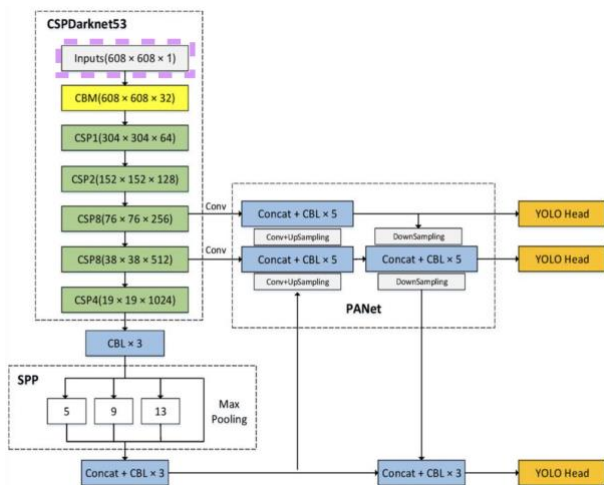 CSPDarknet53
Inputs(608 × 608 × 1)
CBM(608 × 608 × 32)
CSP1(304 × 304 × 64)
CSP2(152 × 152 × 128)
CSP8(76 × 76 × 256)
Conv
CSP8(38 × 38 × 512)
Conv
CSP4(19 × 19 × 1024)
CBL × 3
SPP
5
9
13
Max
Pooling
Concat + CBL × 3
Concat + CBL × 5
Conv+UpSampling
DownSampling
Concat + CBL × 5
Concat + CBL × 5
Conv+UpSampling
DownSampling
PANet
Concat + CBL × 3
YOLO Head
YOLO Head
YOLO Head